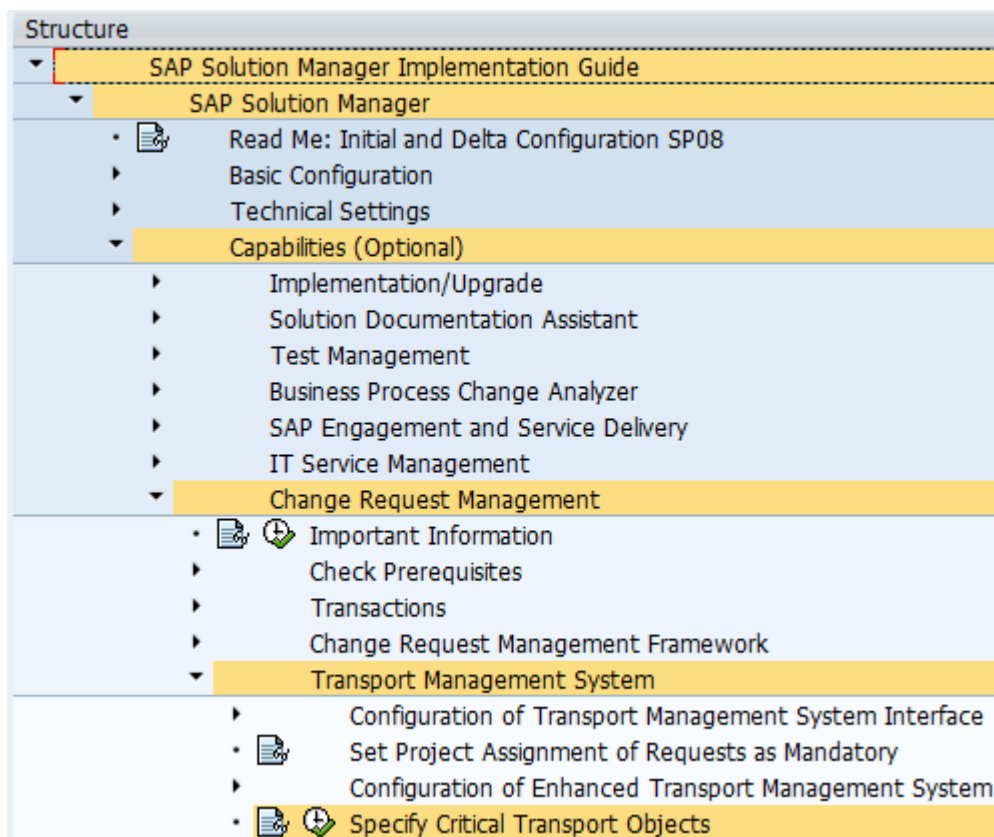 Structure
SAP Solution Manager Implementation Guide
SAP Solution Manager
Read Me: Initial and Delta Configuration SP08
Basic Configuration
Technical Settings
Capabilities (Optional)
Implementation/Upgrade
Solution Documentation Assistant
Test Management
Business Process Change Analyzer
SAP Engagement and Service Delivery
IT Service Management
Change Request Management
Important Information
Check Prerequisites
Transactions
Change Request Management Framework
Transport Management System
Configuration of Transport Management System Interface
Set Project Assignment of Requests as Mandatory
Configuration of Enhanced Transport Management System
Specify Critical Transport Objects